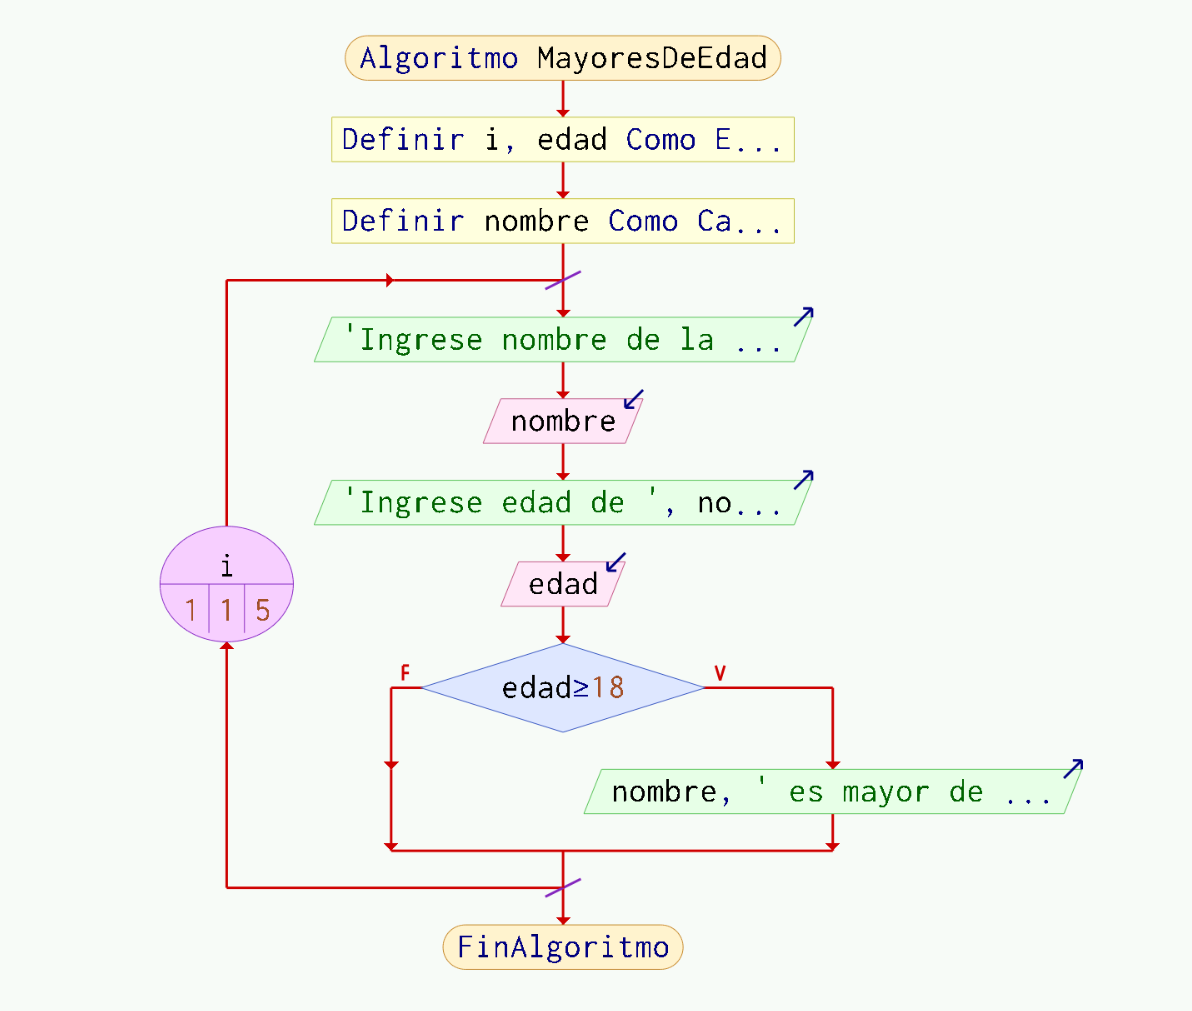 Algoritmo MayoresDeEdad
Definir i, edad Como E...
Definir nombre Como Ca...
'Ingrese nombre de la ...
nombre
'Ingrese edad de ', no...
edad
i
1 1 5
F
V
edad≥18
nombre, ' es mayor de ...
FinAlgoritmo